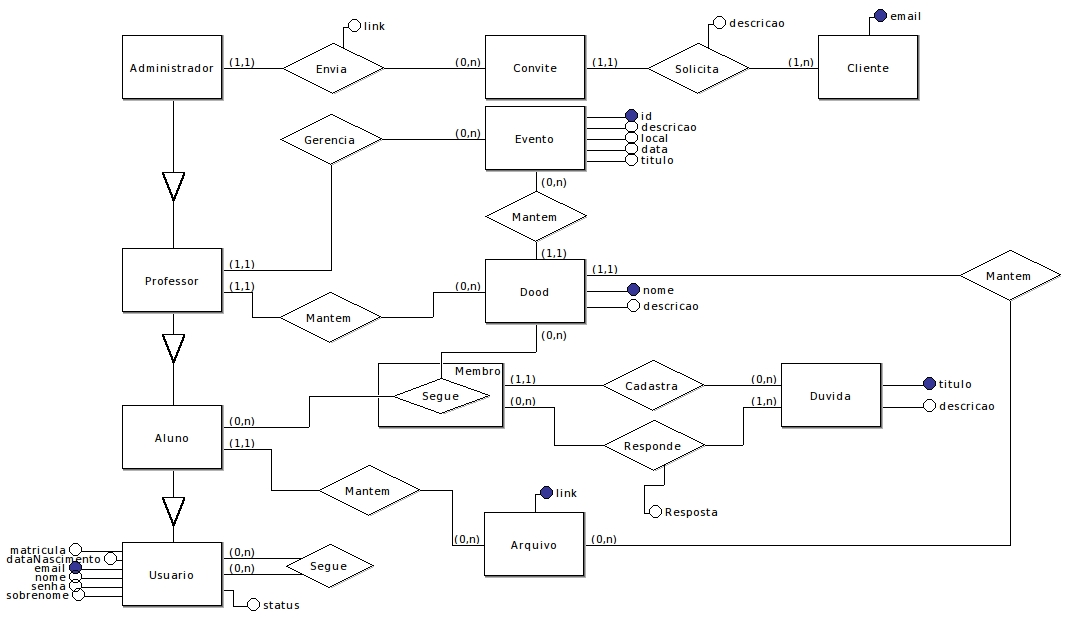 link
descricao
email
Administrador
(1,1)
Envia
(0,n)
Convite
(1,1)
Solicita
(1,n)
Cliente
Gerencia
(0,n)
Evento
id
descricao
local
data
titulo
(0,n)
Mantem
(1,1)
Professor
(1,1)
(1,1)
Mantem
(0,n)
Dood
(1,1)
nome
descricao
Mantem
(0,n)
Membro
Segue
(1,1)
(0,n)
Cadastra
(0,n)
(1,n)
Duvida
titulo
descricao
Aluno
(0,n)
(1,1)
Responde
Resposta
Mantem
link
(0,n)
Arquivo
(0,n)
matricula
dataNascimento
email
nome
senha
sobrenome
Usuario
(0,n)
(0,n)
Segue
status